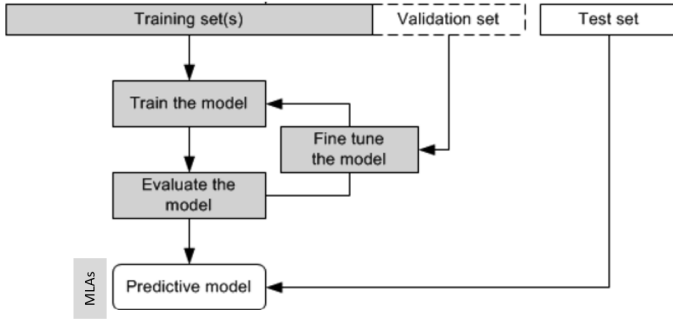 Training set(s)
Validation set
Test set
Train the model
Fine tune
the model
Evaluate the
model
MLAs
Predictive model